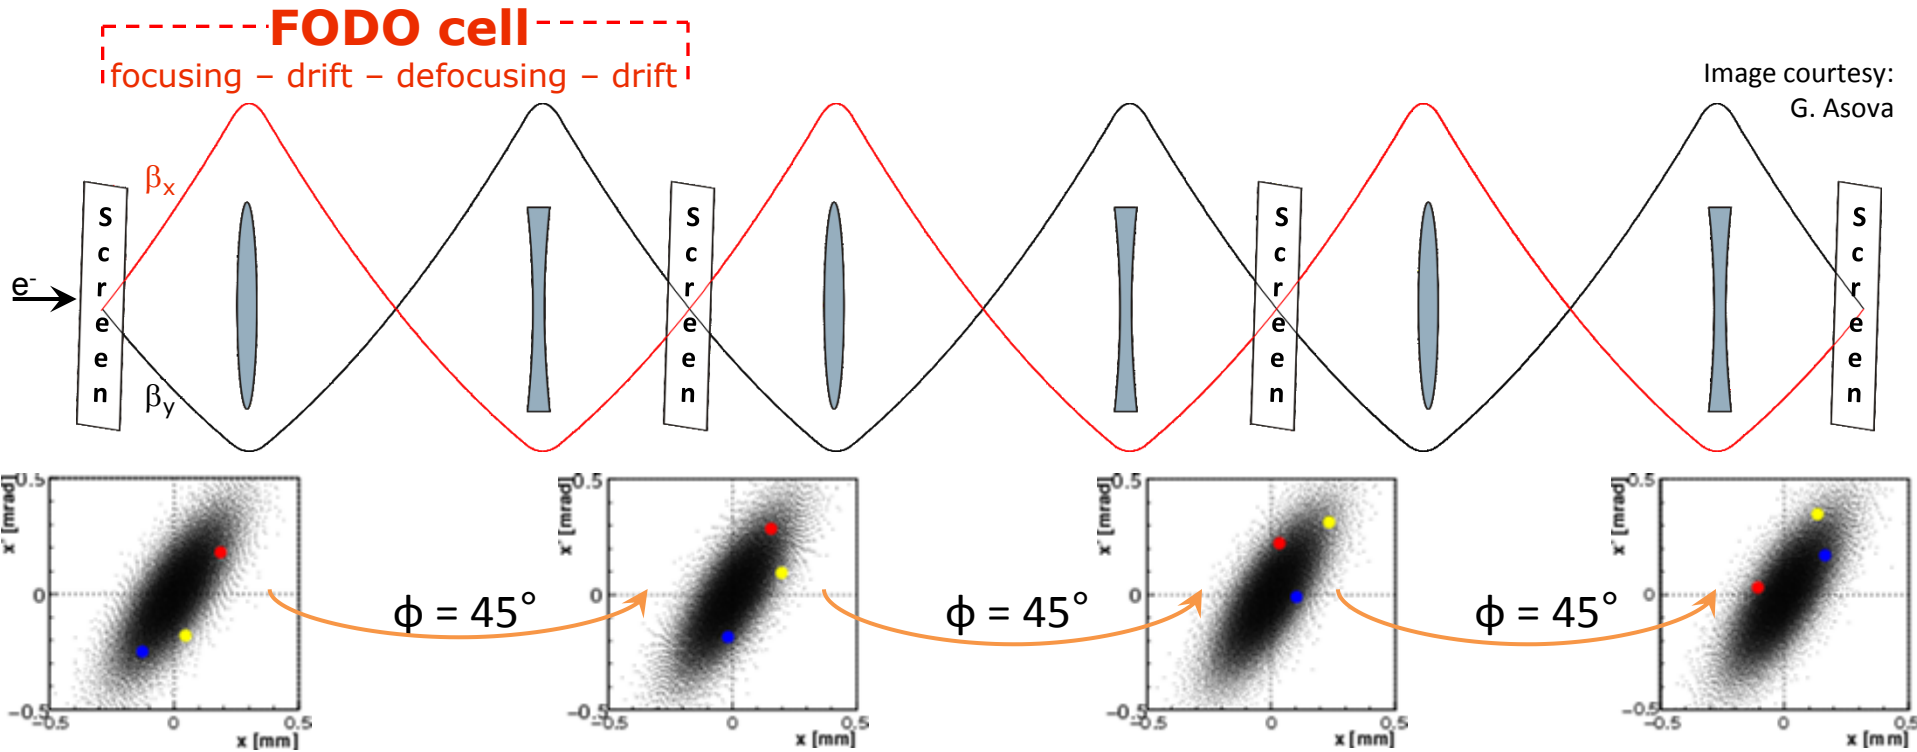 FODO cell
focusing – drift – defocusing – drift
Image courtesy:
G. Asova
βx
βy
e-
Screen
Screen
Screen
Screen
0.5
0
-0.5
x' [mrad]
-0.5
0
0.5
x [mm]
ϕ = 45°
0.5
0
-0.5
x' [mrad]
-0.5
0
0.5
x [mm]
ϕ = 45°
0.5
0
-0.5
x' [mrad]
-0.5
0
0.5
x [mm]
ϕ = 45°
0.5
0
-0.5
x' [mrad]
-0.5
0
0.5
x [mm]